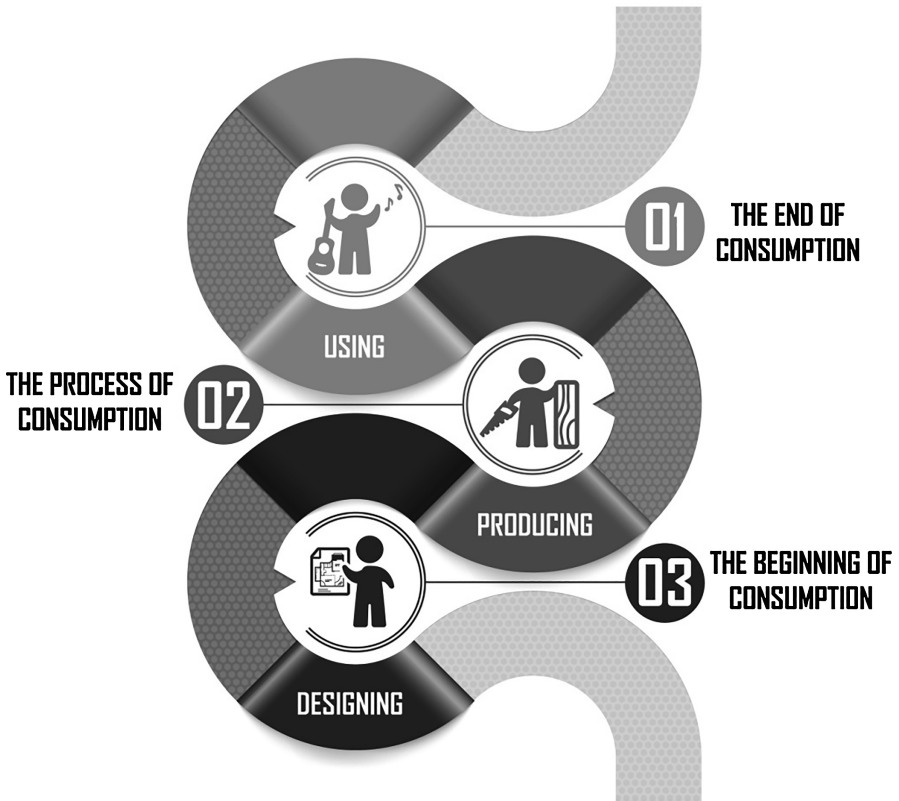 01
THE END OF
CONSUMPTION
USING
THE PROCESS OF
CONSUMPTION
02
PRODUCING
03
THE BEGINNING OF
CONSUMPTION
DESIGNING